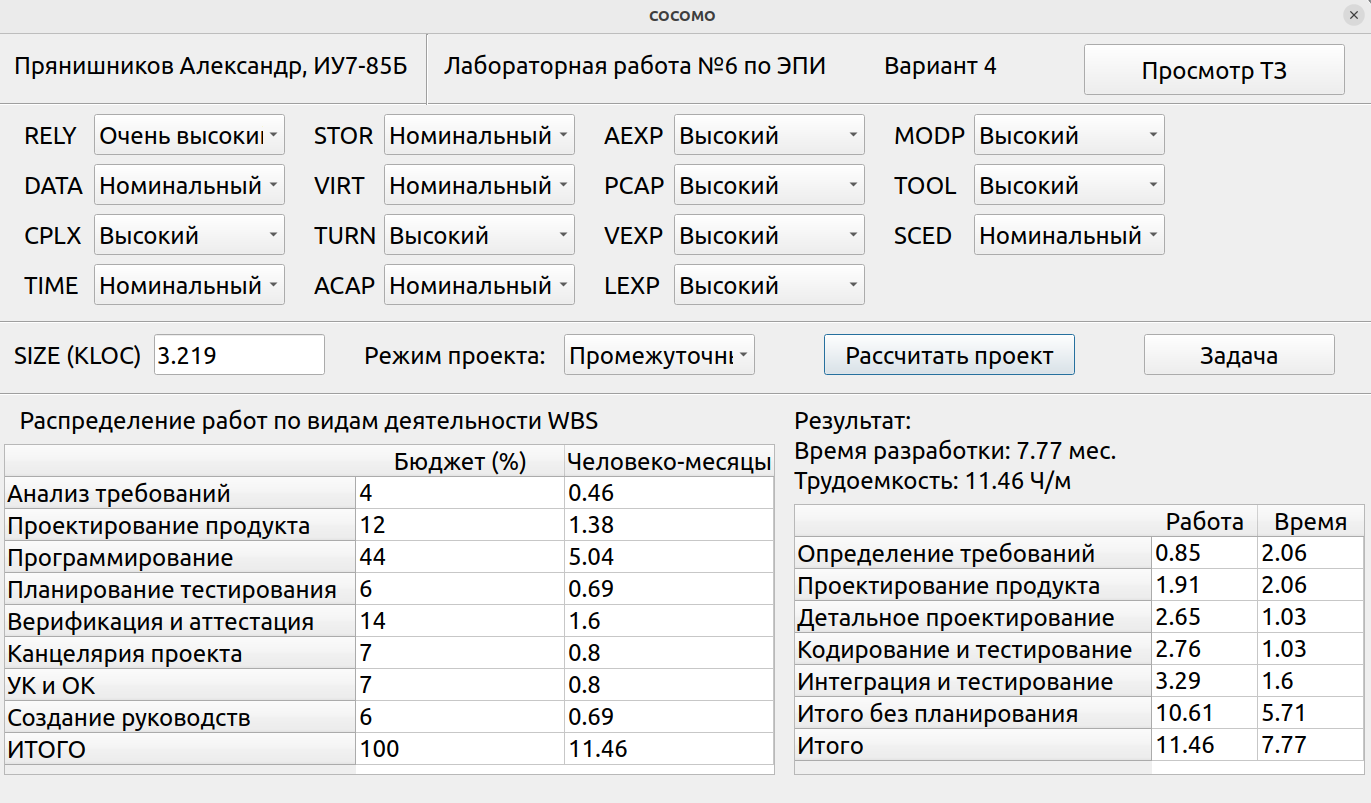 COCOMO
Прянишников Александр, ИУ7-85Б Лабораторная работа №6 по ЭПИ Вариант 4 Просмотр ТЗ
RELY Очень высоки STOR Номинальный AEXP Высокий MODP Высокий
DATA Номинальный VIRT Номинальный PCAP Высокий TOOL Высокий
CPLX Высокий TURN Высокий VEXP Высокий SCED Номинальный
TIME Номинальный ACAP Номинальный LEXP Высокий
SIZE (KLOC) 3.219 Режим проекта: Промежуточнь Рассчитать проект Задача
Распределение работ по видам деятельности WBS
Бюджет (%) Человеко-месяцы
Анализ требований 4 0.46
Проектирование продукта 12 1.38
Программирование 44 5.04
Планирование тестирования 6 0.69
Верификация и аттестация 14 1.6
Канцелярия проекта 7 0.8
УК и ОК 7 0.8
Создание руководств 6 0.69
ИТОГО 100 11.46
Результат:
Время разработки: 7.77 мес.
Трудоемкость: 11.46 Ч/м
Работа Время
Определение требований 0.85 2.06
Проектирование продукта 1.91 2.06
Детальное проектирование 2.65 1.03
Кодирование и тестирование 2.76 1.03
Интеграция и тестирование 3.29 1.6
Итого без планирования 10.61 5.71
Итого 11.46 7.77